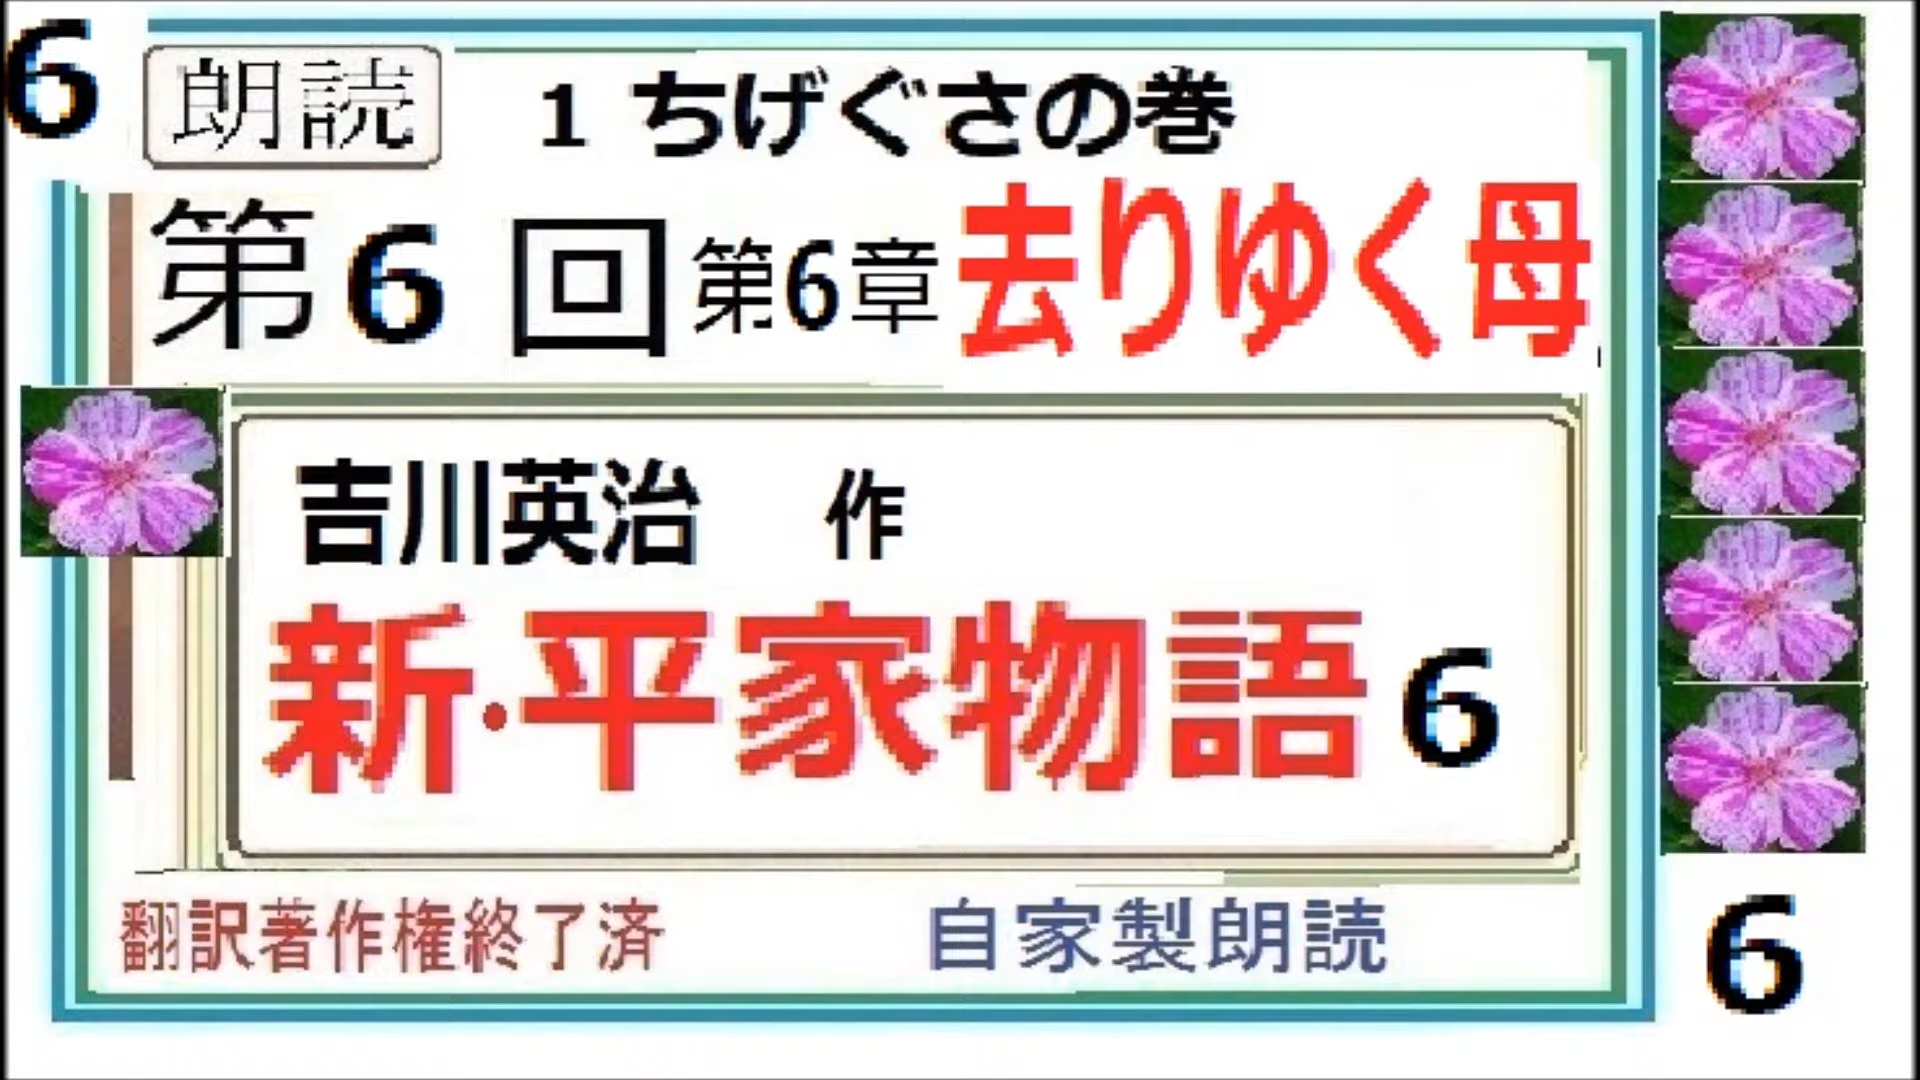 6
朗読 1 ちげぐさの巻
第6回 第6章 去りゆく母
吉川英治 作
新・平家物語 6
翻訳著作権終了済 自家製朗読
6